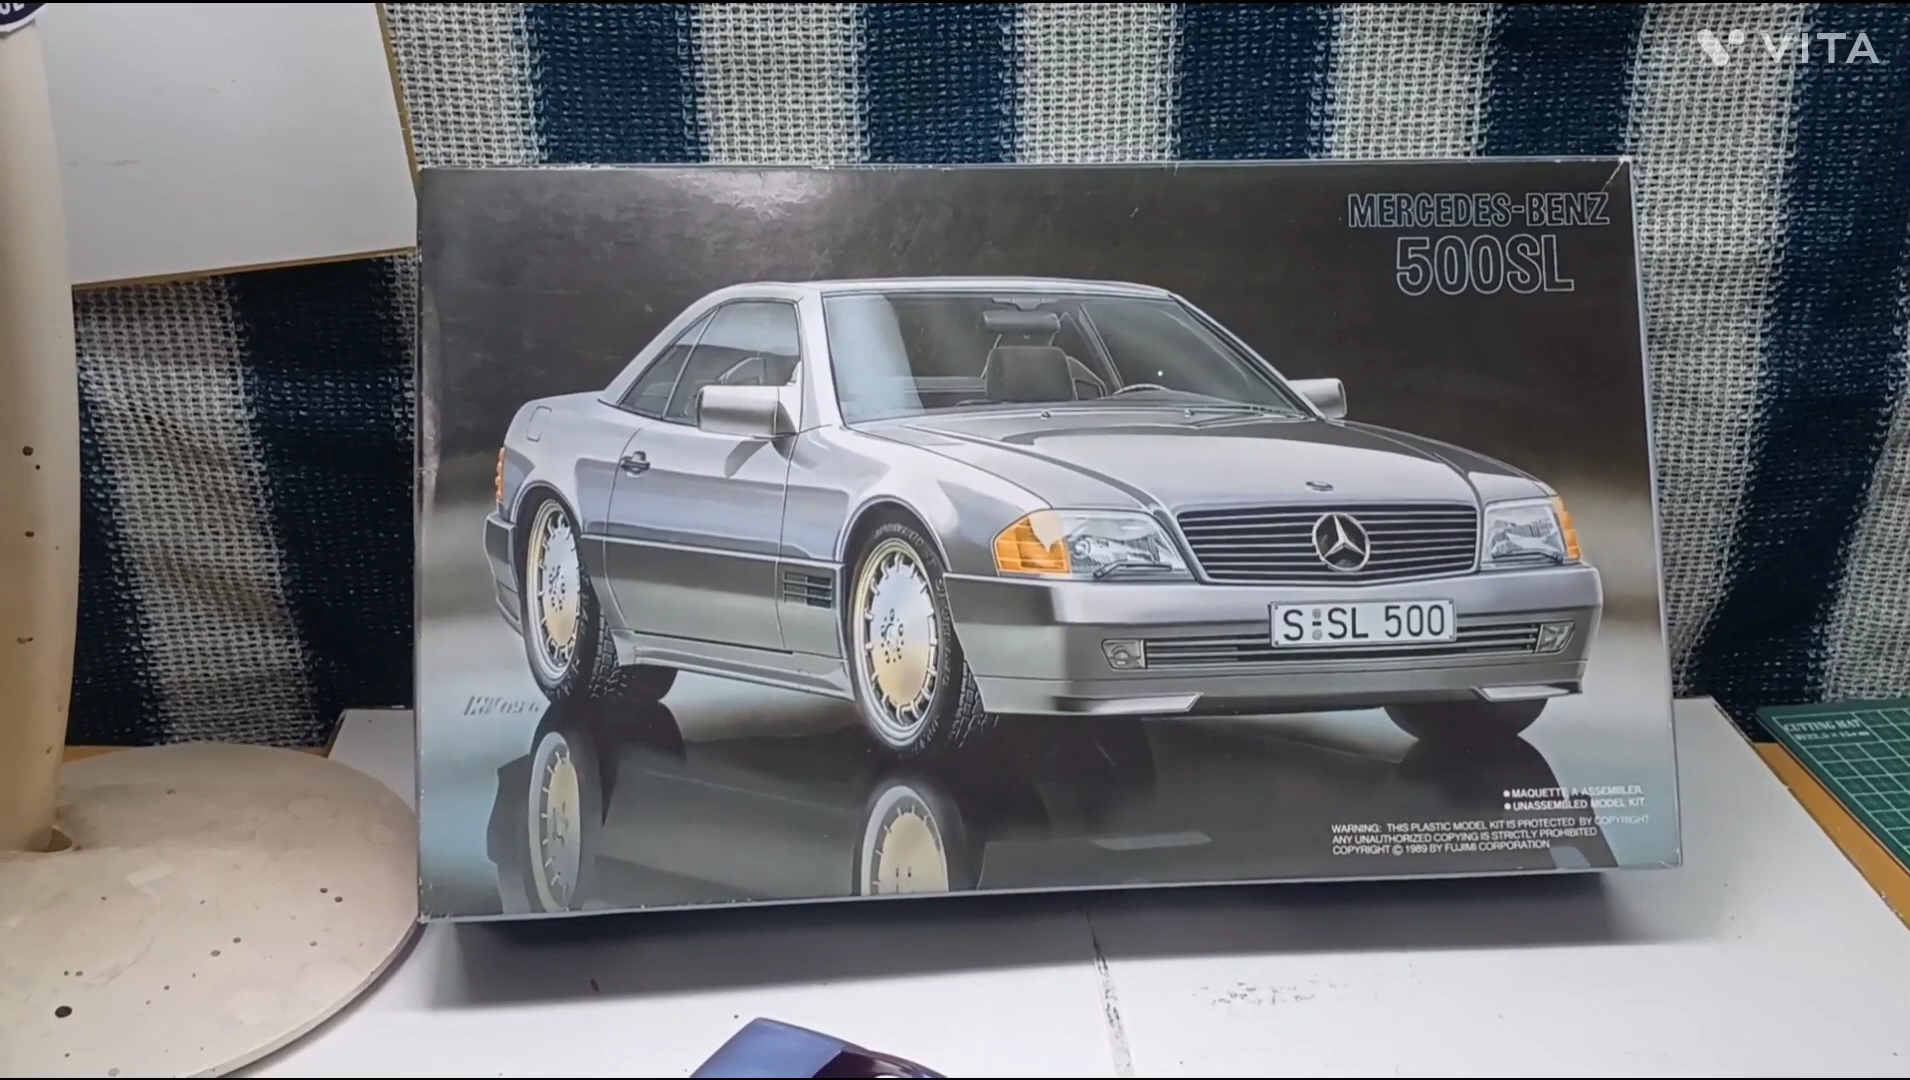 VITA
MERCEDES-BENZ
500SL
S SL 500
CUTTING MAT
● MAQUETTE A ASSEMBLER.
● UNASSEMBLED MODEL KIT
WARNING: THIS PLASTIC MODEL KIT IS PROTECTED BY COPYRIGHT
ANY UNAUTHORIZED COPYING IS STRICTLY PROHIBITED
COPYRIGHT © 1989 BY FUJIMI CORPORATION